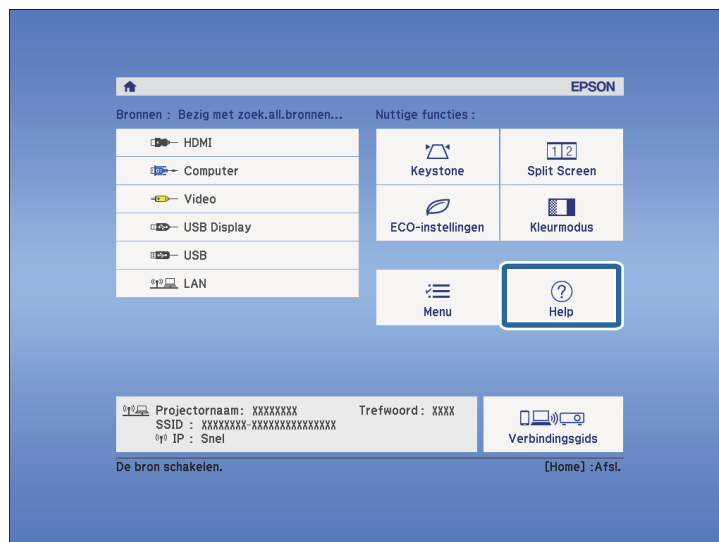 EPSON
Bronnen : Bezig met zoek.all.bronnen...
HDMI
Computer
Video
USB Display
USB
LAN
Nuttige functies :
Keystone
1 2
Split Screen
ECO-instellingen
Kleurmodus
Menu
?
Help
Projectornaam: XXXXXXXX Trefwoord : XXXX
SSID : XXXXXXXX-XXXXXXXXXXXXXXX
IP : Snel
Verbindingsgids
De bron schakelen. [Home] :Afsl.